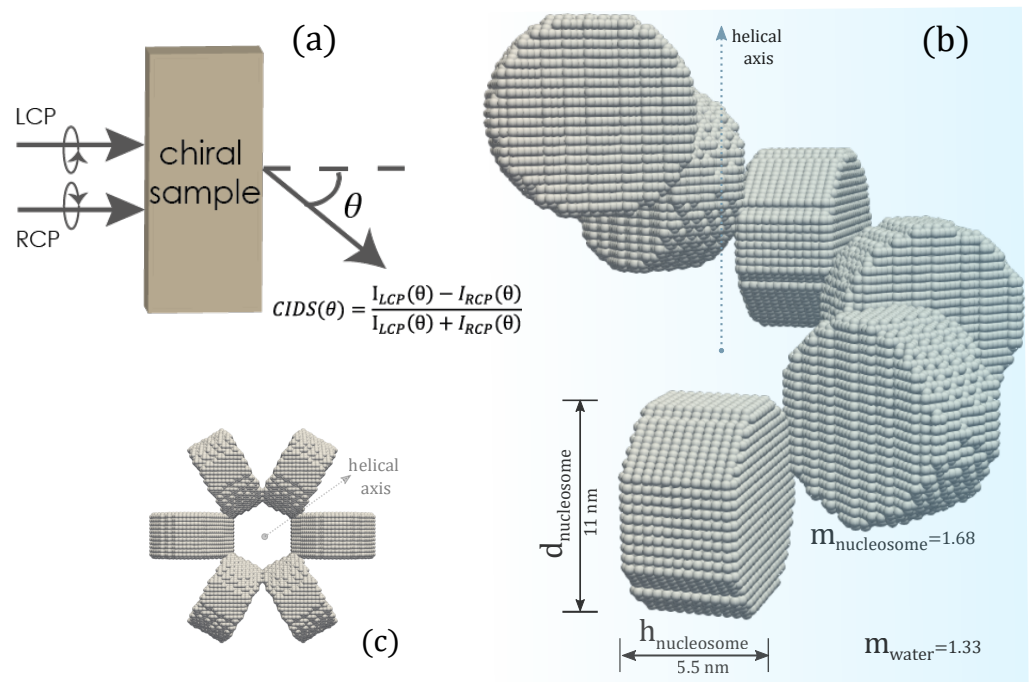 (a)
LCP
RCP
chiral
sample
θ
CIDS(θ) = I_LCP(θ) − I_RCP(θ) / I_LCP(θ) + I_RCP(θ)
(b)
helical
axis
d_nucleosome
11 nm
h_nucleosome
5.5 nm
m_nucleosome=1.68
m_water=1.33
helical
axis
(c)